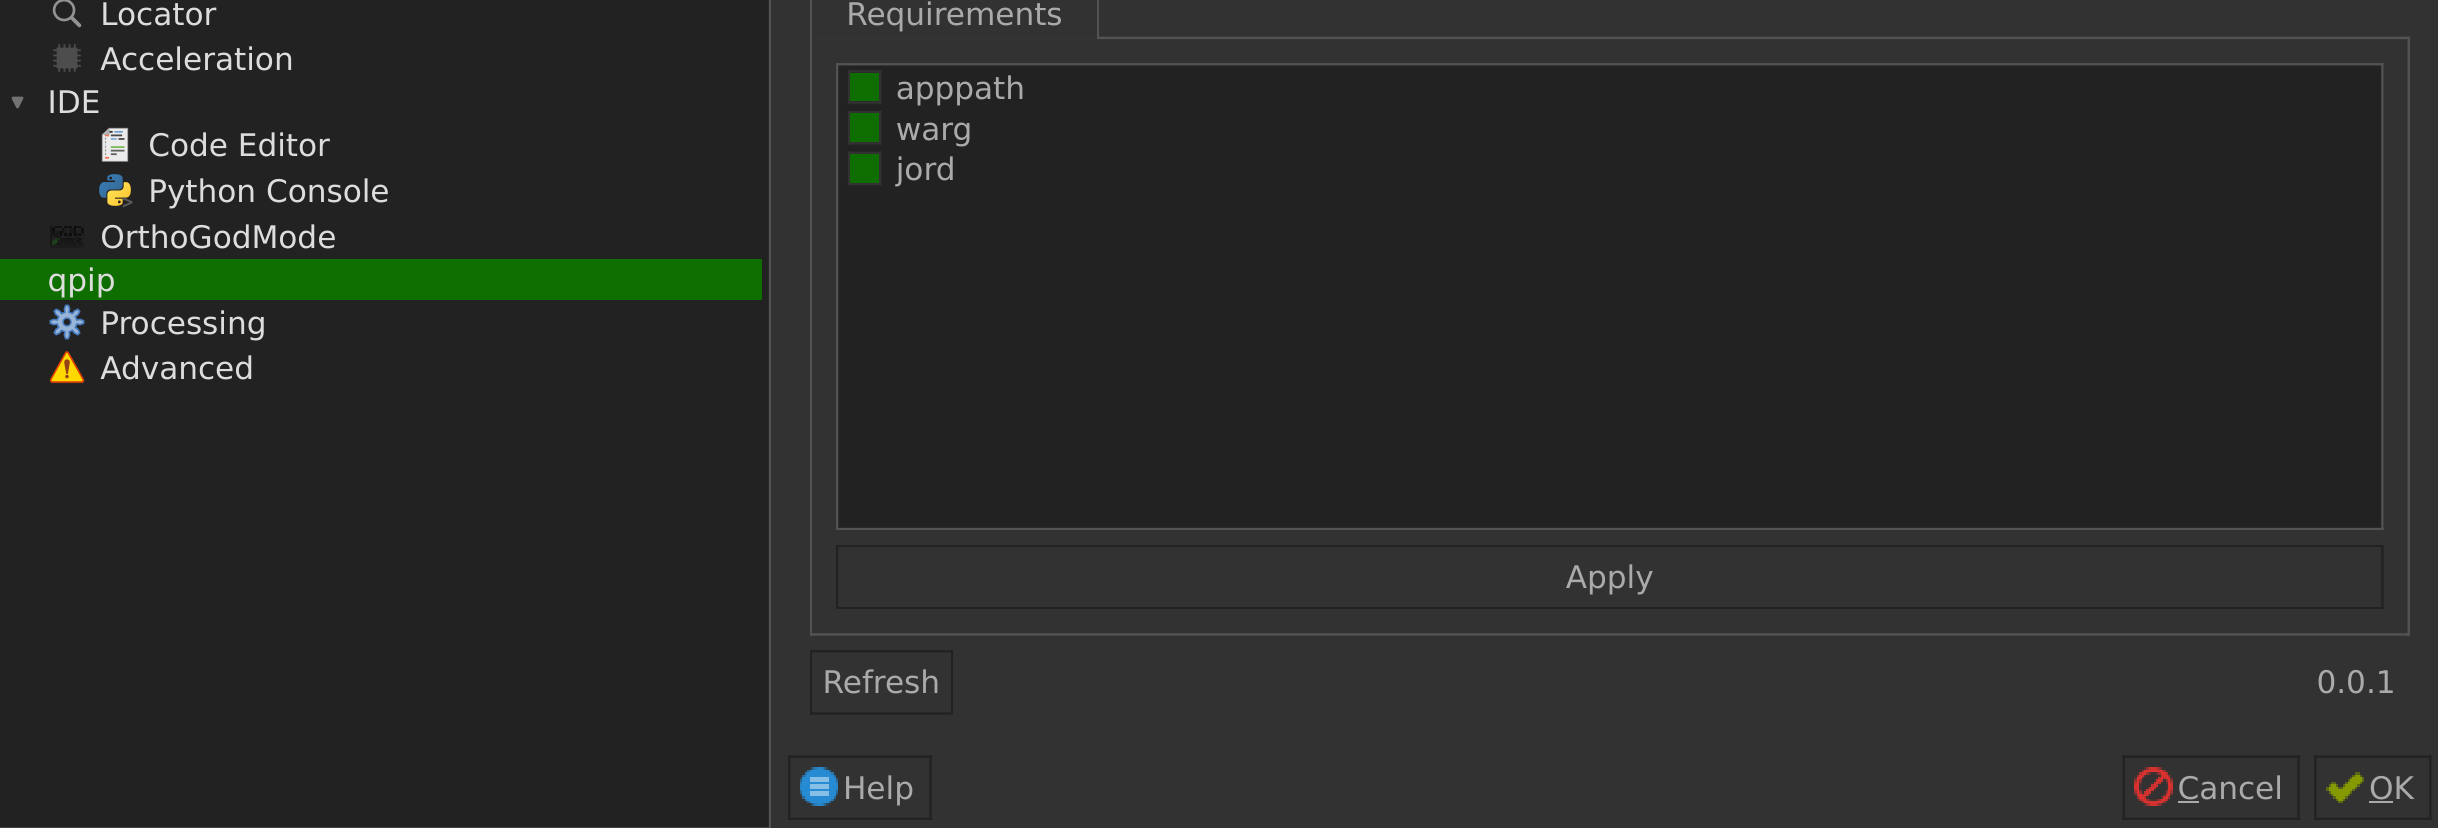 Locator
Acceleration
IDE
Code Editor
Python Console
OrthoGodMode
qpip
Processing
Advanced
Requirements
apppath
warg
jord
Apply
Refresh
0.0.1
Help
Cancel
OK